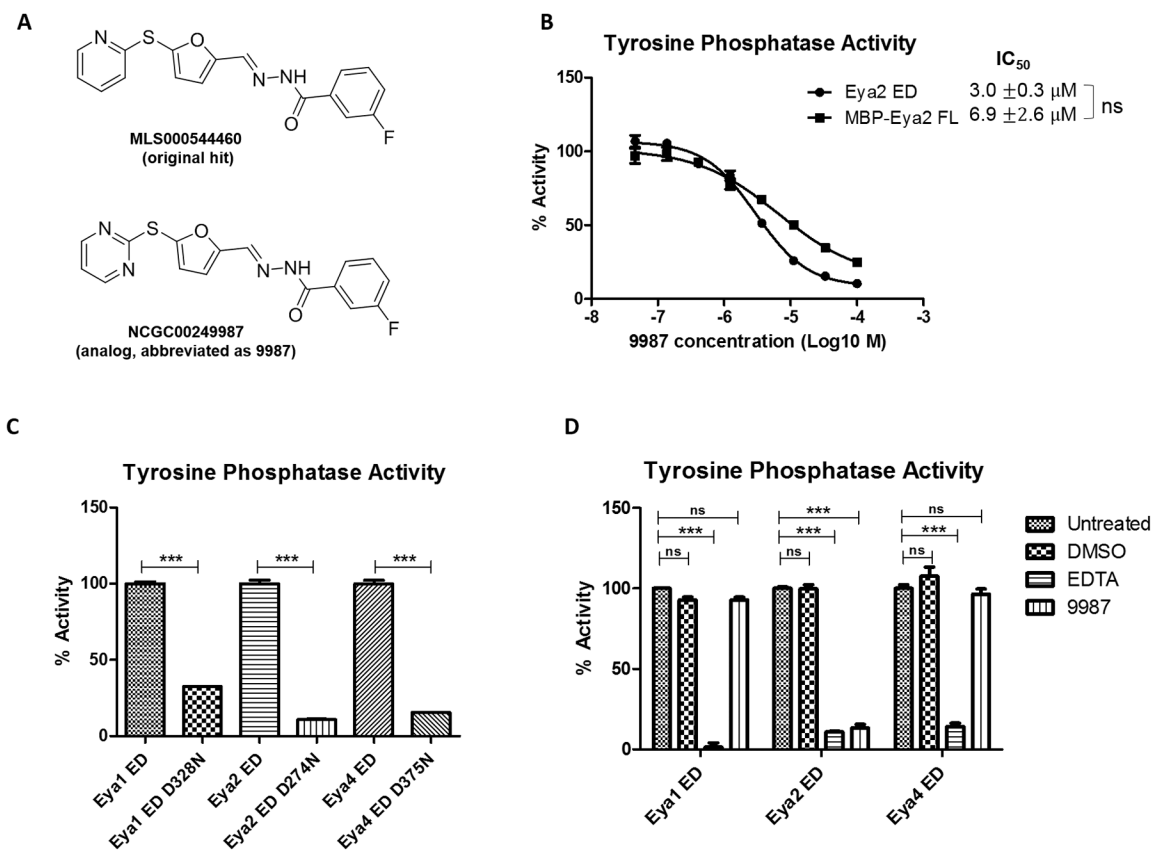 A
N
S
O
N
NH
O
F
MLS000544460
(original hit)
N
N
S
O
N
NH
O
F
NCGC00249987
(analog, abbreviated as 9987)
B
Tyrosine Phosphatase Activity
IC50
Eya2 ED 3.0 ±0.3 μM
MBP-Eya2 FL 6.9 ±2.6 μM
ns
% Activity
150
100
50
0
-8 -7 -6 -5 -4 -3
9987 concentration (Log10 M)
C
Tyrosine Phosphatase Activity
% Activity
150
100
50
0
*** *** ***
Eya1 ED
Eya1 ED D328N
Eya2 ED
Eya2 ED D274N
Eya4 ED
Eya4 ED D375N
D
Tyrosine Phosphatase Activity
% Activity
150
100
50
0
ns
***
ns
***
***
ns
ns
***
ns
Eya1 ED
Eya2 ED
Eya4 ED
Untreated
DMSO
EDTA
9987